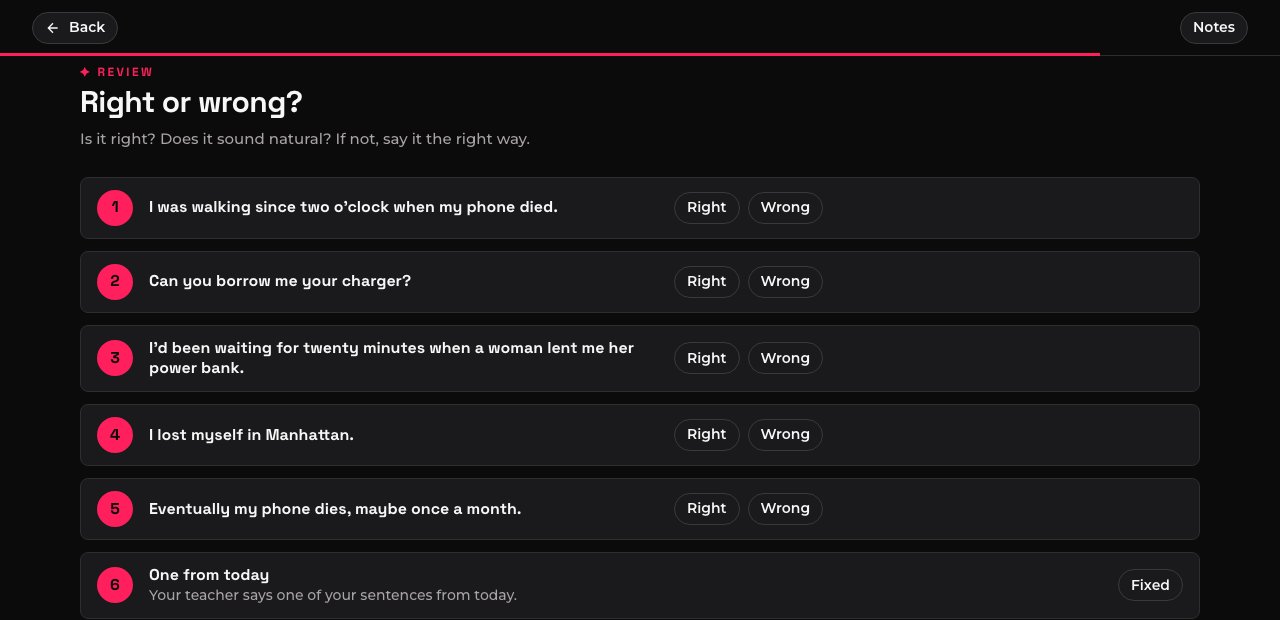 ← Back
Notes
✦ REVIEW
Right or wrong?
Is it right? Does it sound natural? If not, say it the right way.
1 I was walking since two o’clock when my phone died. Right Wrong
2 Can you borrow me your charger? Right Wrong
3 I’d been waiting for twenty minutes when a woman lent me her
power bank. Right Wrong
4 I lost myself in Manhattan. Right Wrong
5 Eventually my phone dies, maybe once a month. Right Wrong
6 One from today
Your teacher says one of your sentences from today.
Fixed